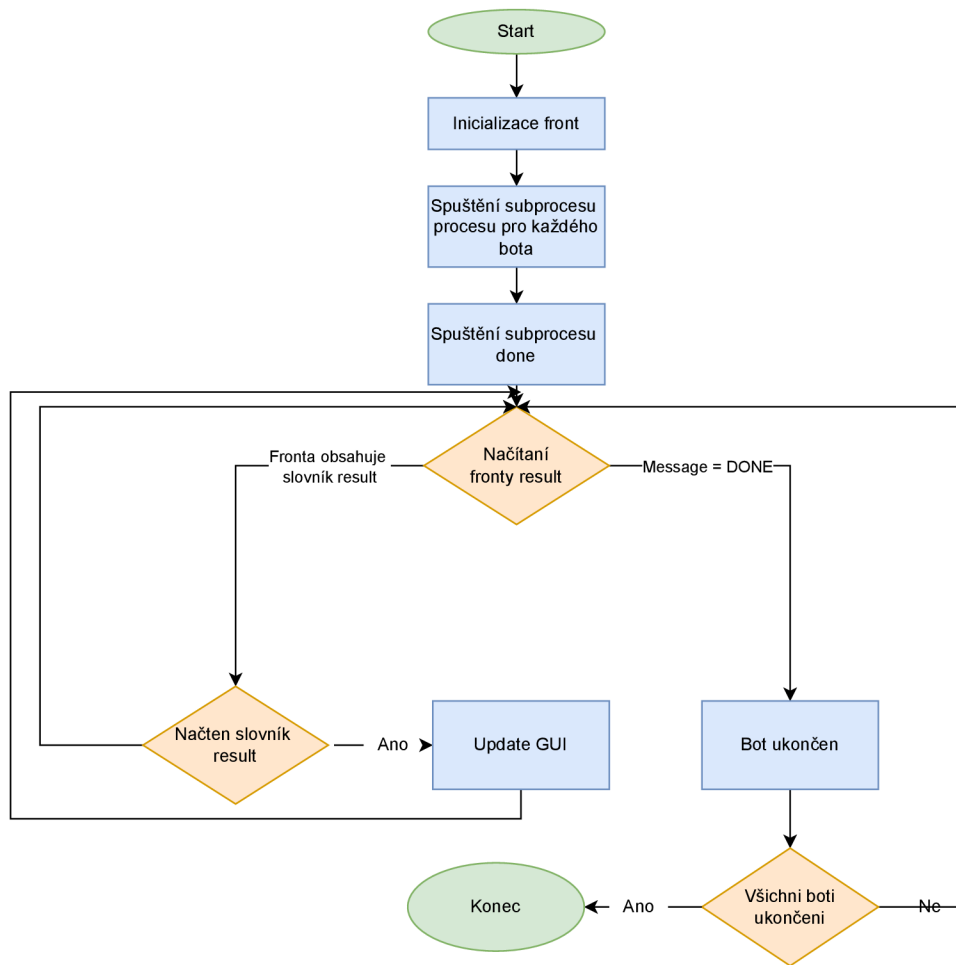 Start
Inicializace front
Spuštění subprocesu
procesu pro každého
bota
Spuštění subprocesu
done
Načítaní
fronty result
Fronta obsahuje
slovník result
Message = DONE
Načten slovník
result
Ano
Update GUI
Bot ukončen
Všichni boti
ukončeni
Ano
Ne
Konec